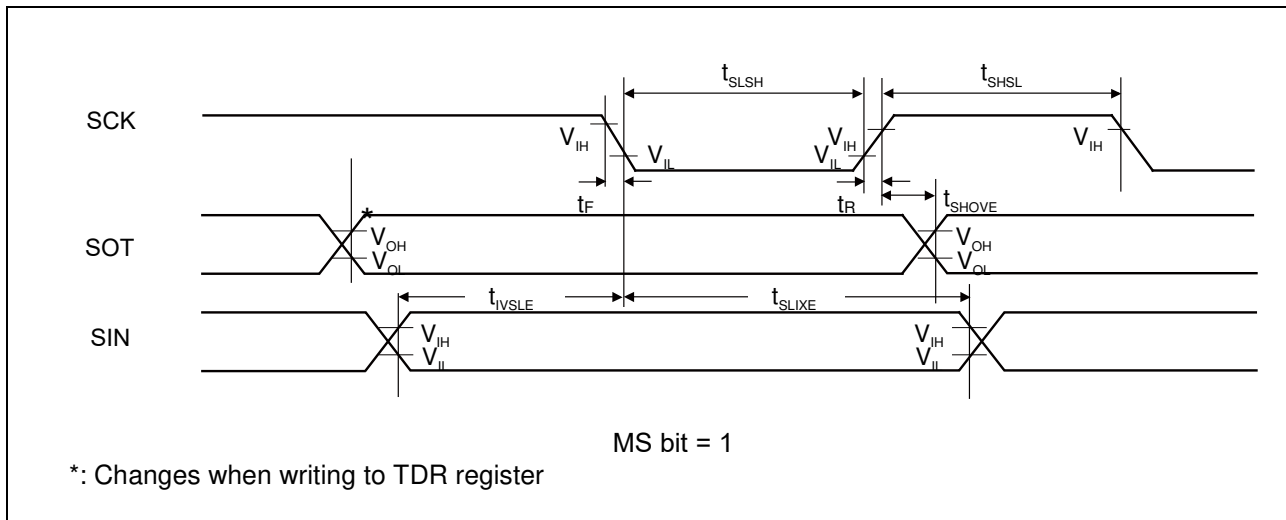 tSLSH tSHSL
SCK
VIH VIL VIL VIH VIH
tF tR tSHOVE
*
SOT
VOH VOH
VOL VOL
tIVSLE tSLIXE
SIN
VIH VIH
VIL VIL
MS bit = 1
*: Changes when writing to TDR register